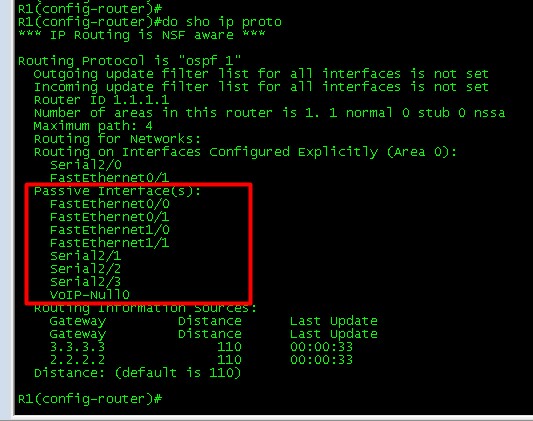 R1(config-router)#
R1(config-router)#do sho ip proto
*** IP Routing is NSF aware ***
Routing Protocol is "ospf 1"
Outgoing update filter list for all interfaces is not set
Incoming update filter list for all interfaces is not set
Router ID 1.1.1.1
Number of areas in this router is 1. 1 normal 0 stub 0 nssa
Maximum path: 4
Routing for Networks:
Routing on Interfaces Configured Explicitly (Area 0):
Serial2/0
FastEthernet0/1
Passive Interface(s):
FastEthernet0/0
FastEthernet0/1
FastEthernet1/0
FastEthernet1/1
Serial2/1
Serial2/2
Serial2/3
VoIP-Null0
Routing Information Sources:
Gateway Distance Last Update
Gateway Distance Last Update
3.3.3.3 110 00:00:33
2.2.2.2 110 00:00:33
Distance: (default is 110)
R1(config-router)#